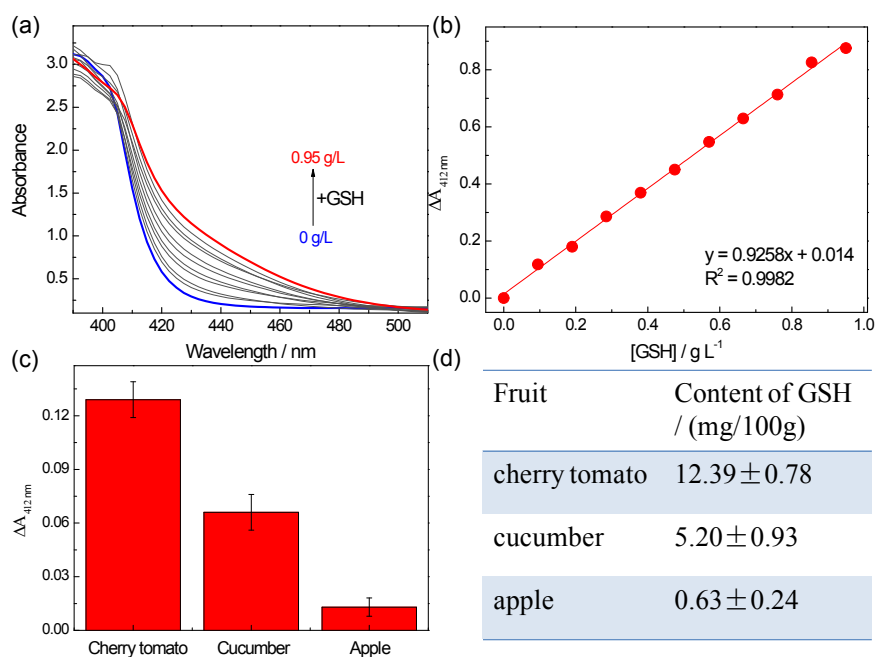 (a)
3.0
2.5
2.0
1.5
1.0
0.5
Absorbance
0.95 g/L
+GSH
0 g/L
400
420
440
460
480
500
Wavelength / nm
(b)
0.8
0.6
0.4
0.2
0.0
ΔA 412 nm
y = 0.9258x + 0.014
R² = 0.9982
0.0
0.2
0.4
0.6
0.8
1.0
[GSH] / g L⁻¹
(c)
0.12
0.09
0.06
0.03
0.00
ΔA 412 nm
Cherry tomato
Cucumber
Apple
(d)
Fruit Content of GSH
/ (mg/100g)
cherry tomato 12.39±0.78
cucumber 5.20±0.93
apple 0.63±0.24